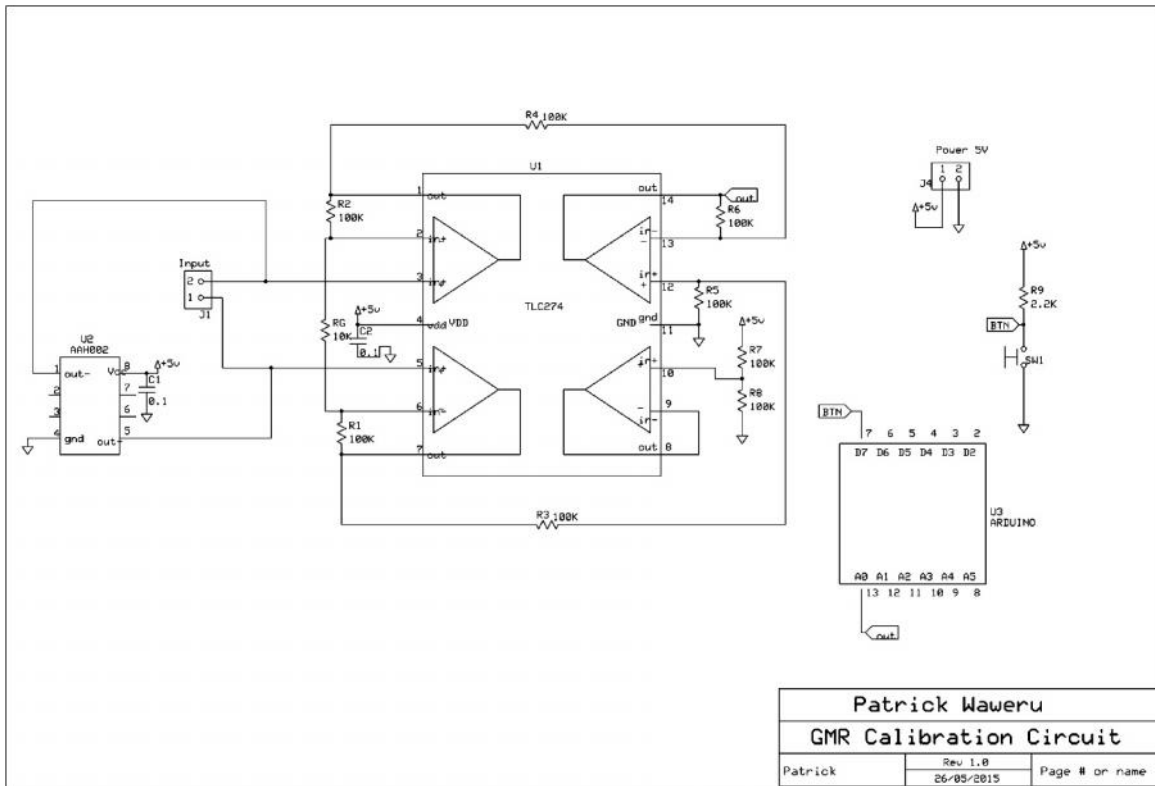 R4 100K
Power 5V
1 2
J4
+5v
U1
1 out
out 14
out
R2
100K
R6
100K
2 in+
in-
-
13
Input
2
1
J1
3 in+
in+
+
12
+5v
R9
2.2K
BTN
SW1
TLC274
R5
100K
+5v
RG
10K
C2
0.1
4 vdd VDD
GND gnd
11
+5v
R7
100K
R8
100K
U2
AAH002
1 out- Vcc 8
+5v
C1
0.1
2 7
3 6
4 gnd out- 5
5 in+
in+
+
10
6 in-
-
in-
9
R1
100K
7 out
out 8
BTN
7 6 5 4 3 2
D7 D6 D5 D4 D3 D2
U3
ARDUINO
A0 A1 A2 A3 A4 A5
13 12 11 10 9 8
out
R3 100K
Patrick Waweru
GMR Calibration Circuit
Patrick
Rev 1.0
26/05/2015
Page # or name